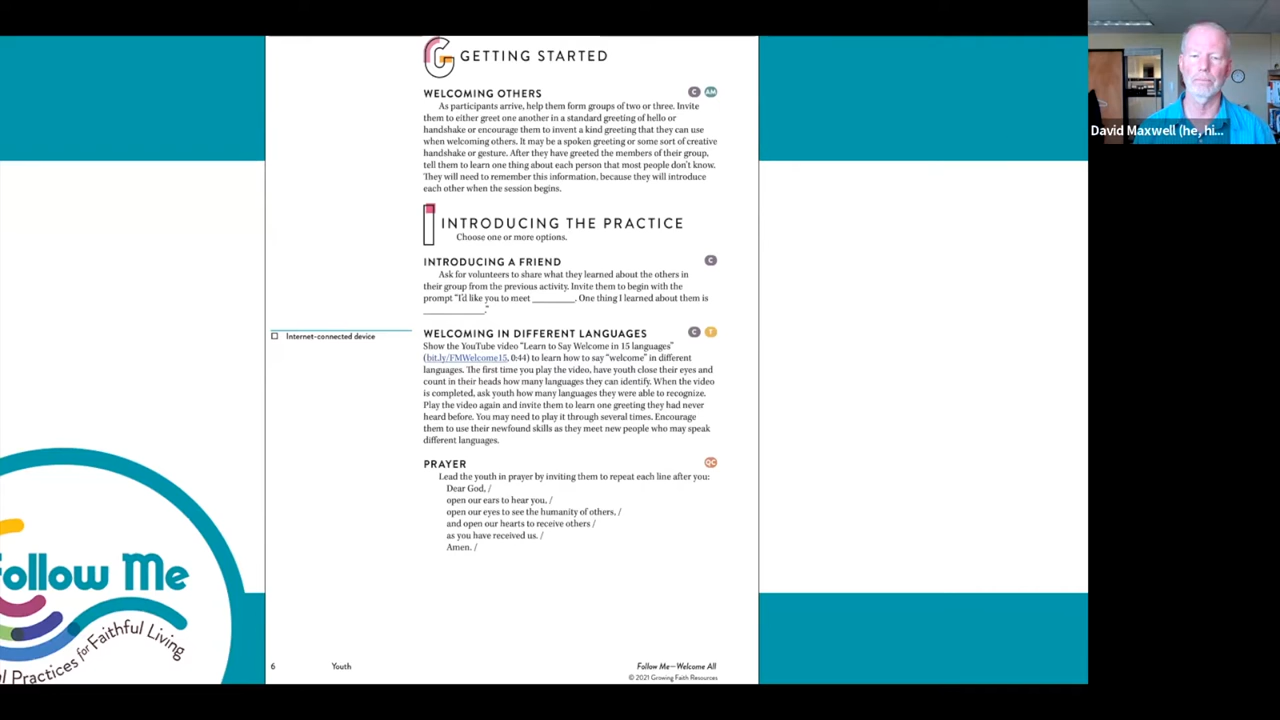 G GETTING STARTED
WELCOMING OTHERS
C AM
As participants arrive, help them form groups of two or three. Invite
them to either greet one another in a standard greeting of hello or
handshake or encourage them to invent a kind greeting that they can use
when welcoming others. It may be a spoken greeting or some sort of creative
handshake or gesture. After they have greeted the members of their group,
tell them to learn one thing about each person that most people don't know.
They will need to remember this information, because they will introduce
each other when the session begins.
I INTRODUCING THE PRACTICE
Choose one or more options.
INTRODUCING A FRIEND
C
Ask for volunteers to share what they learned about the others in
their group from the previous activity. Invite them to begin with the
prompt "I'd like you to meet _________. One thing I learned about them is
_____________."
☐ Internet-connected device
WELCOMING IN DIFFERENT LANGUAGES
C T
Show the YouTube video "Learn to Say Welcome in 15 languages"
(bit.ly/FMWelcome15, 0:44) to learn how to say "welcome" in different
languages. The first time you play the video, have youth close their eyes and
count in their heads how many languages they can identify. When the video
is completed, ask youth how many languages they were able to recognize.
Play the video again and invite them to learn one greeting they had never
heard before. You may need to play it through several times. Encourage
them to use their newfound skills as they meet new people who may speak
different languages.
PRAYER
QC
Lead the youth in prayer by inviting them to repeat each line after you:
Dear God, /
open our ears to hear you, /
open our eyes to see the humanity of others, /
and open our hearts to receive others /
as you have received us. /
Amen. /
6 Youth
Follow Me—Welcome All
© 2021 Growing Faith Resources
ollow Me
al Practices for Faithful Living
David Maxwell (he, hi...